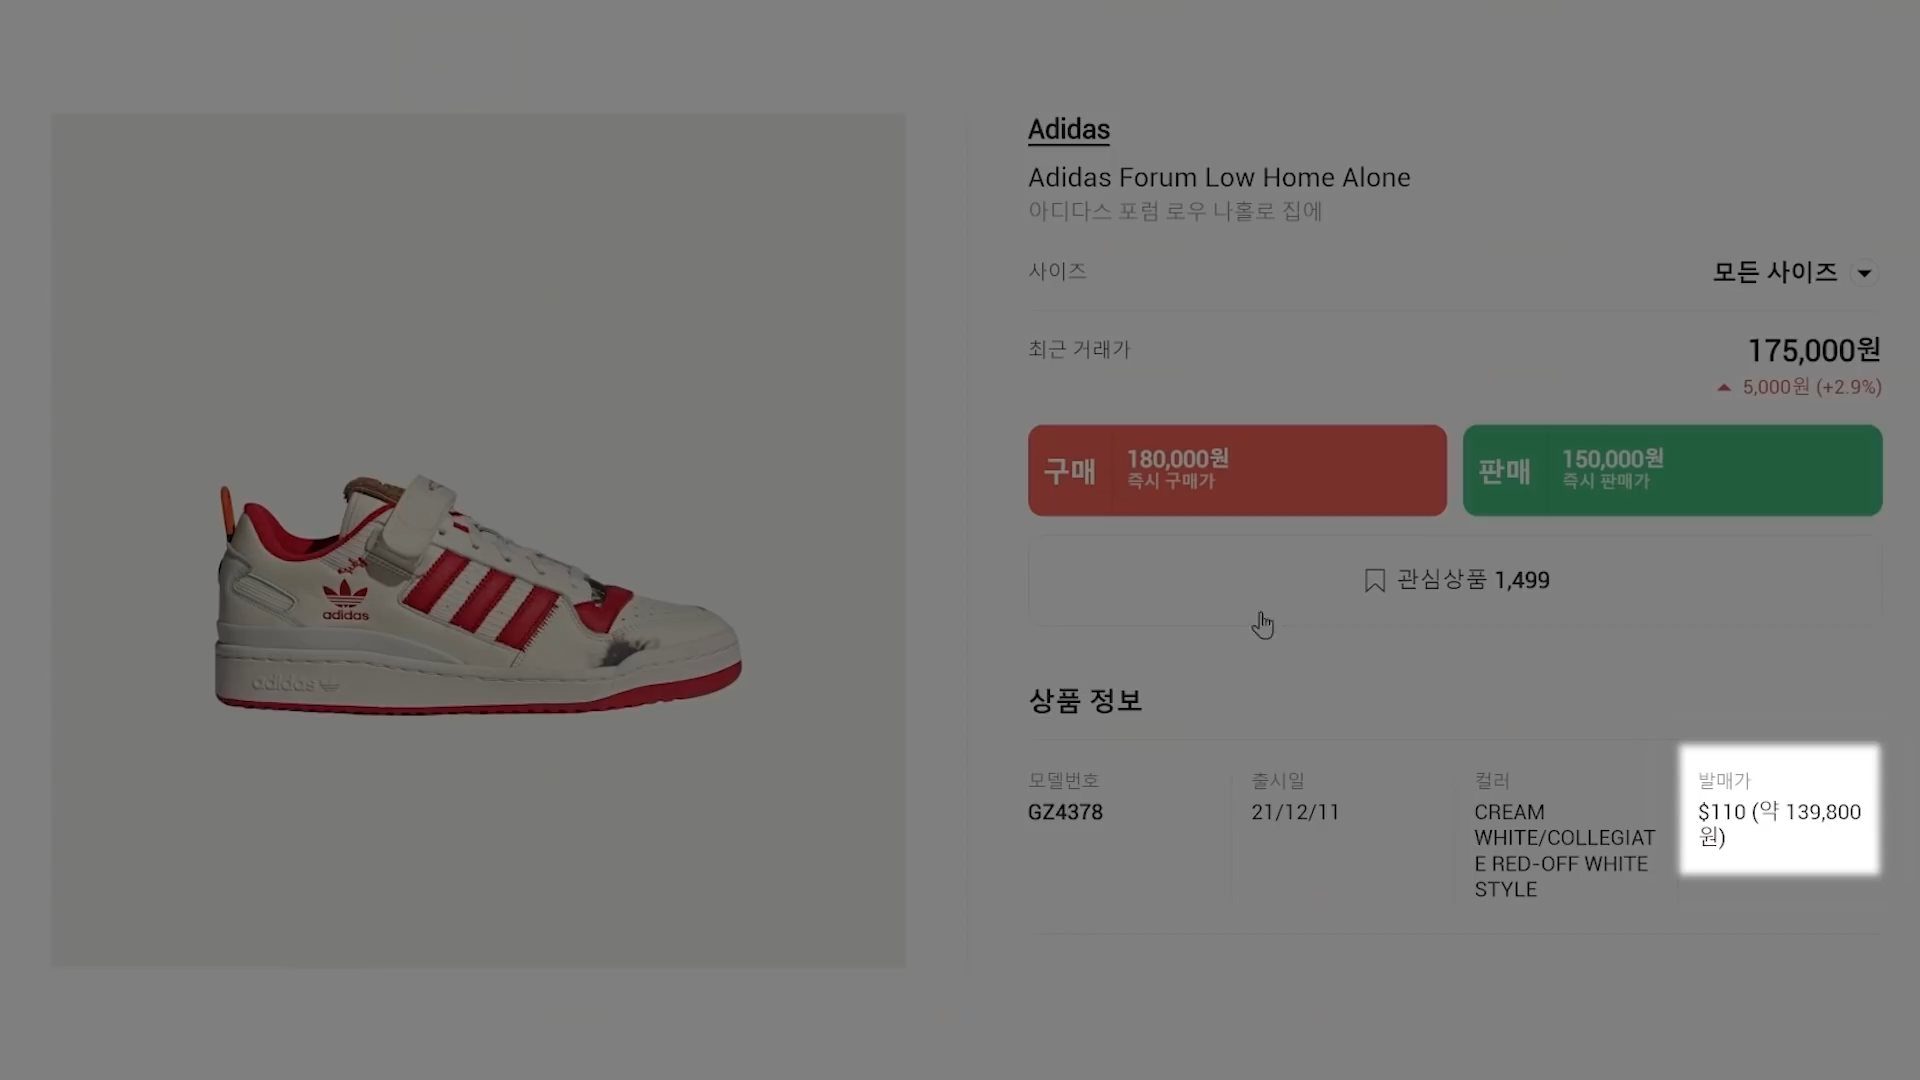 Adidas
Adidas Forum Low Home Alone
아디다스 포럼 로우 나홀로 집에
사이즈
모든 사이즈
최근 거래가
175,000원
5,000원 (+2.9%)
구매
180,000원
즉시 구매가
판매
150,000원
즉시 판매가
관심상품 1,499
adidas
adidas
상품 정보
모델번호
GZ4378
출시일
21/12/11
컬러
CREAM
WHITE/COLLEGIAT
E RED-OFF WHITE
STYLE
발매가
$110 (약 139,800
원)